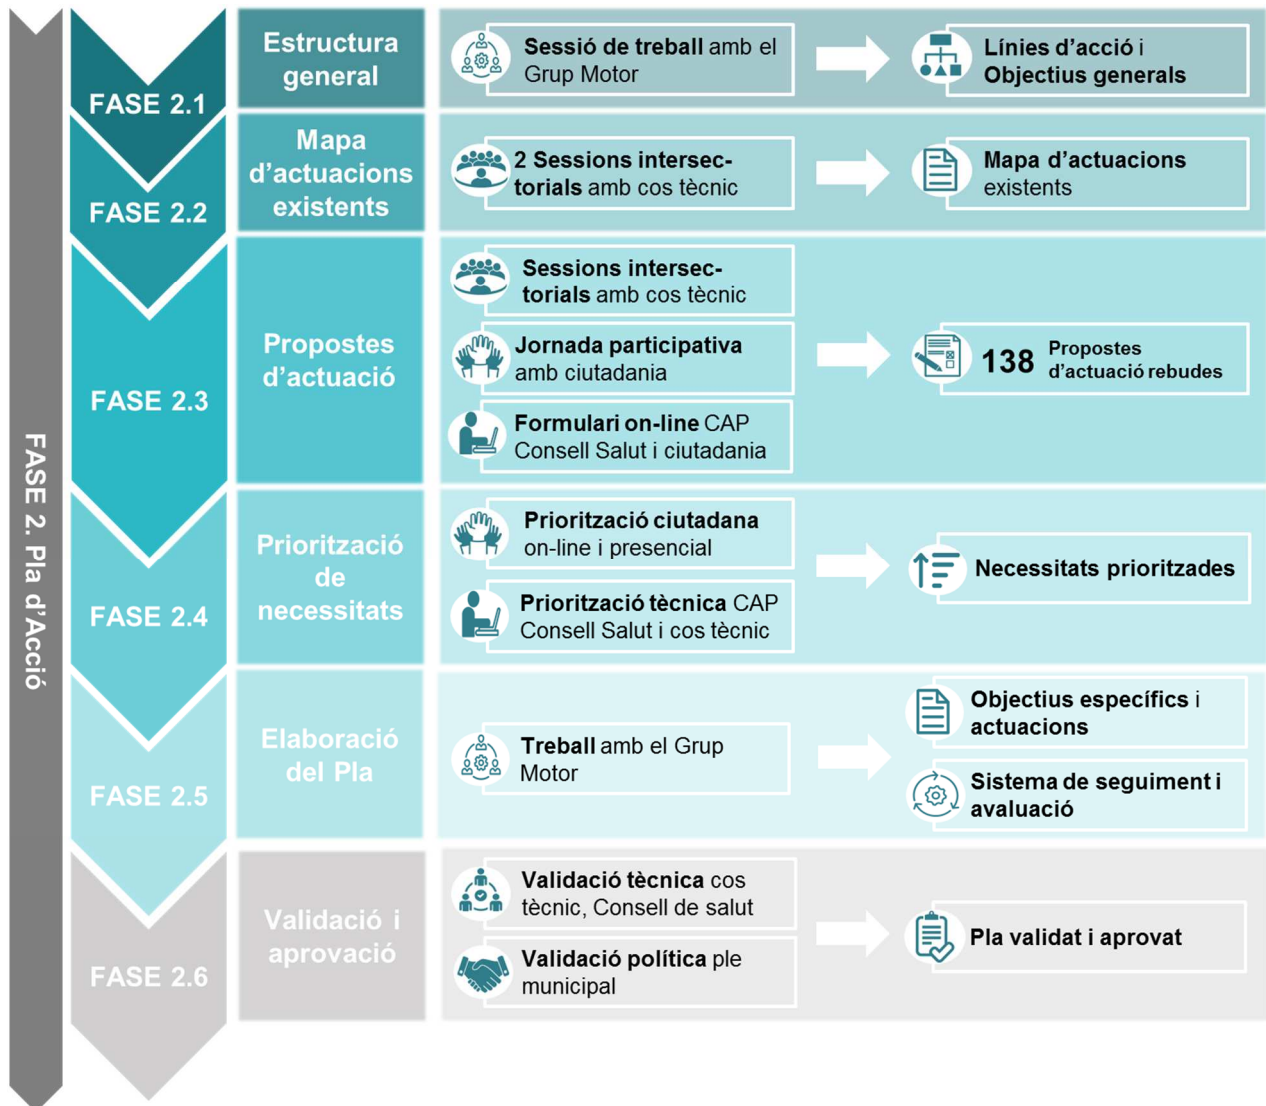 FASE 2. Pla d’Acció
FASE 2.1
Estructura
general
Sessió de treball amb el
Grup Motor
Línies d’acció i
Objectius generals
FASE 2.2
Mapa
d’actuacions
existents
2 Sessions intersec-
torials amb cos tècnic
Mapa d’actuacions
existents
FASE 2.3
Propostes
d’actuació
Sessions intersec-
torials amb cos tècnic
Jornada participativa
amb ciutadania
Formulari on-line CAP
Consell Salut i ciutadania
138 Propostes
d’actuació rebudes
FASE 2.4
Priorització
de
necessitats
Priorització ciutadana
on-line i presencial
Priorització tècnica CAP
Consell Salut i cos tècnic
Necessitats prioritzades
FASE 2.5
Elaboració
del Pla
Treball amb el Grup
Motor
Objectius específics i
actuacions
Sistema de seguiment i
avaluació
FASE 2.6
Validació i
aprovació
Validació tècnica cos
tècnic, Consell de salut
Validació política ple
municipal
Pla validat i aprovat